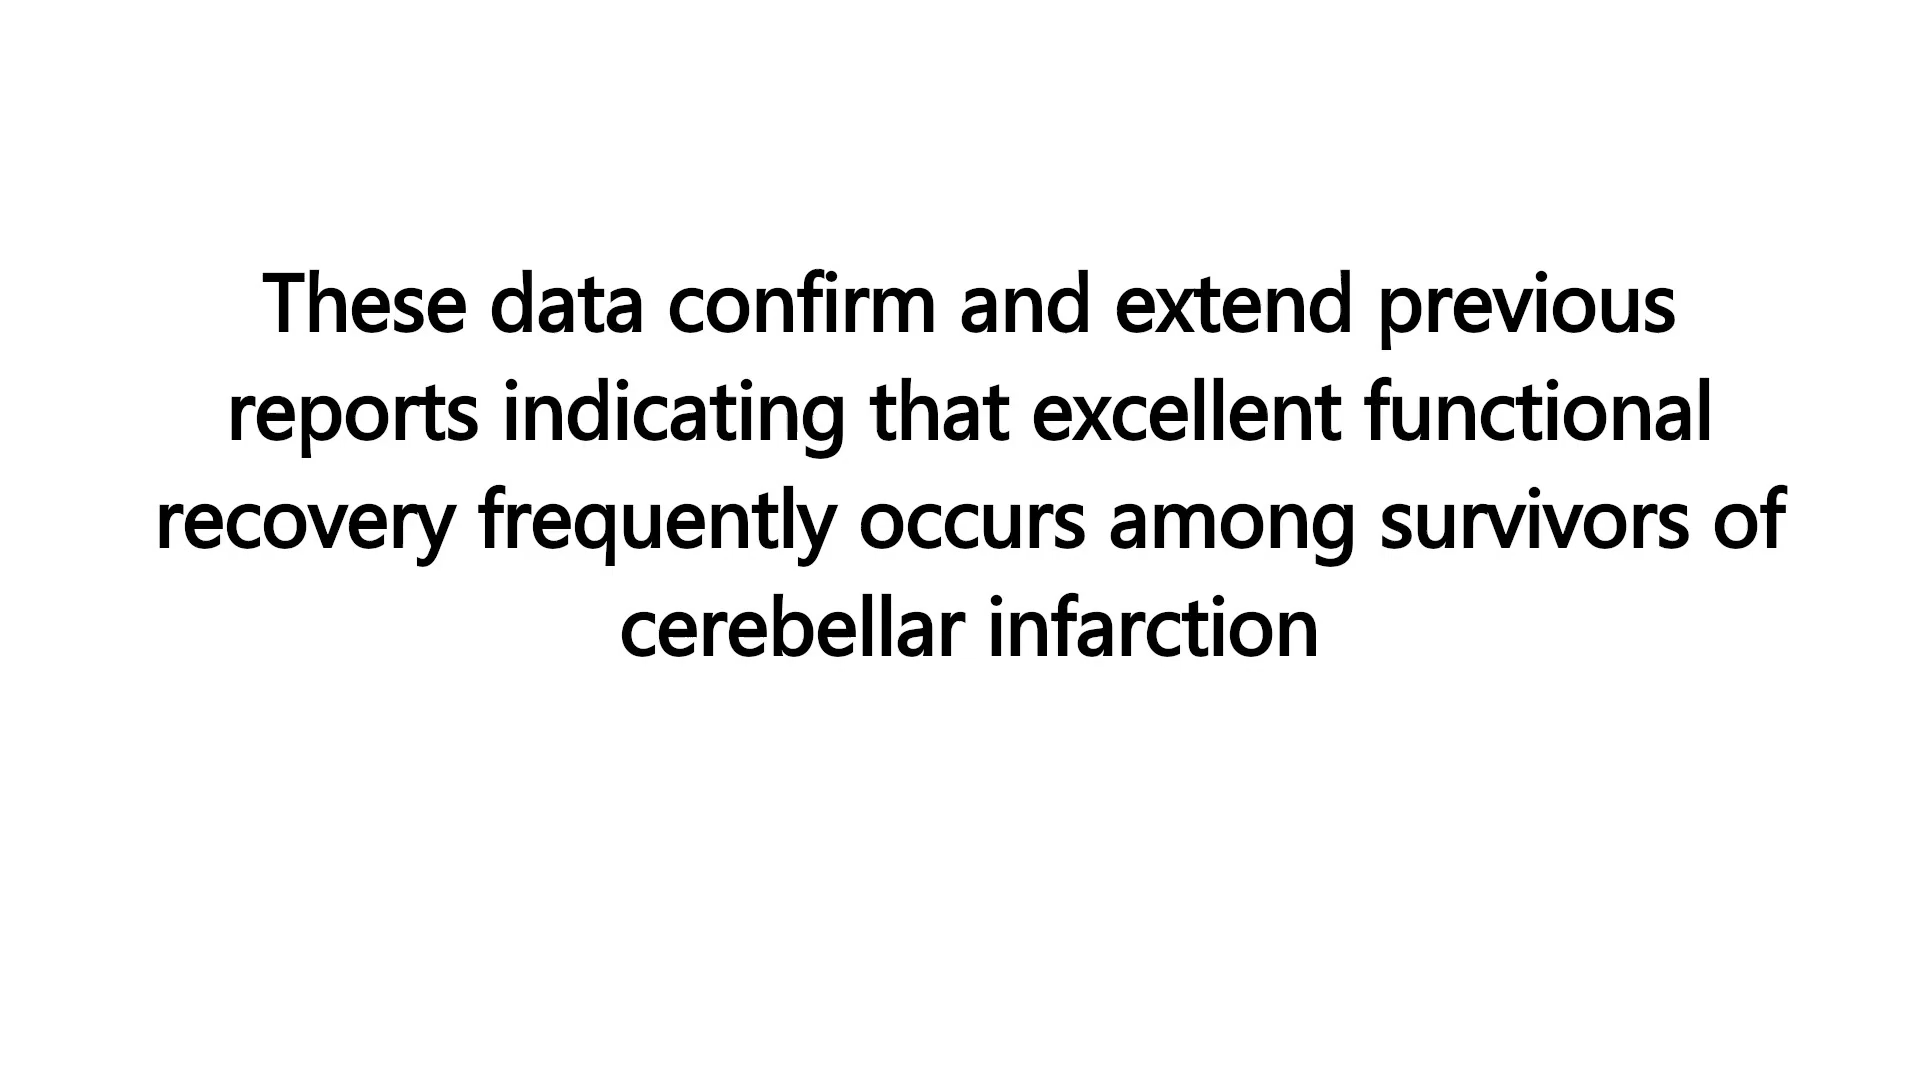 These data confirm and extend previous
reports indicating that excellent functional
recovery frequently occurs among survivors of
cerebellar infarction